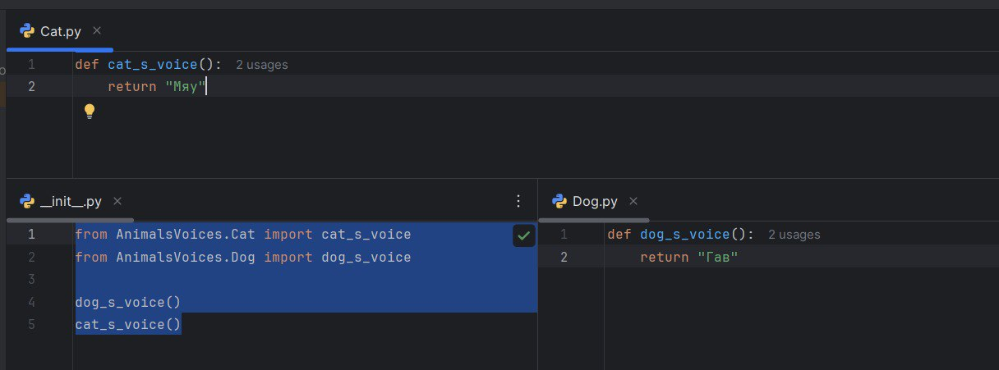 Cat.py
1 def cat_s_voice(): 2 usages
2 return "Мяу"
__init__.py
1 from AnimalsVoices.Cat import cat_s_voice
2 from AnimalsVoices.Dog import dog_s_voice
3
4 dog_s_voice()
5 cat_s_voice()
Dog.py
1 def dog_s_voice(): 2 usages
2 return "Гав"